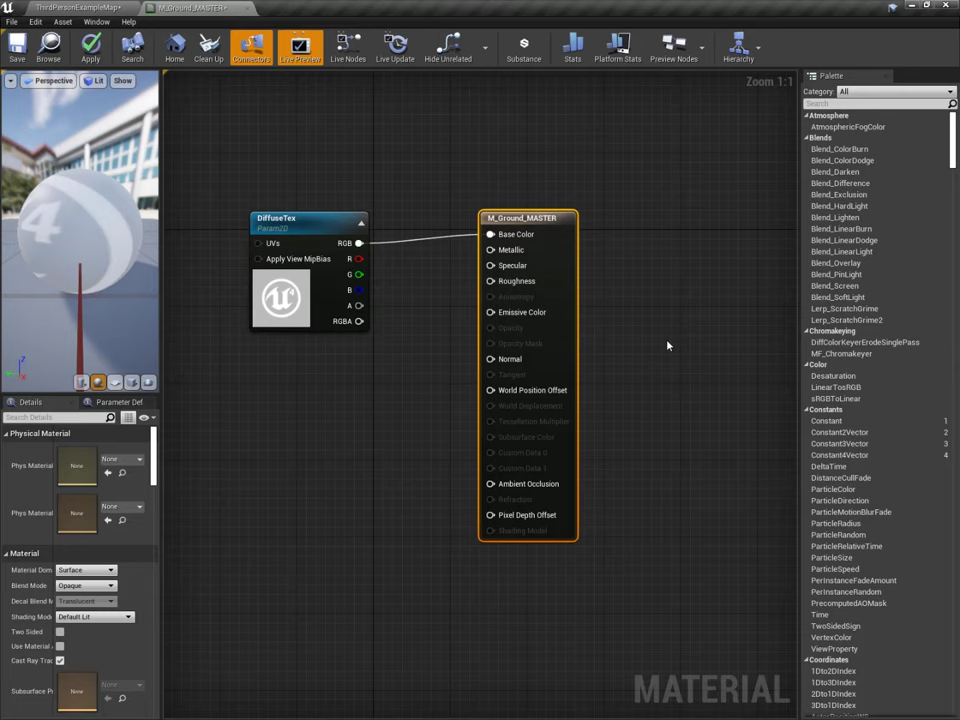 ThirdPersonExampleMap•
M_Ground_MASTER•
File Edit Asset Window Help
Save Browse Apply Search Home Clean Up Connectors Live Preview Live Nodes Live Update Hide Unrelated Substance Stats Platform Stats Preview Nodes Hierarchy
Perspective Lit Show
Zoom 1:1
4
Z
DiffuseTex
Param2D
UVs RGB
Apply View MipBias R
G
B
A
RGBA
M_Ground_MASTER
Base Color
Metallic
Specular
Roughness
Anisotropy
Emissive Color
Opacity
Opacity Mask
Normal
Tangent
World Position Offset
World Displacement
Tessellation Multiplier
Subsurface Color
Custom Data 0
Custom Data 1
Ambient Occlusion
Refraction
Pixel Depth Offset
Shading Model
MATERIAL
Details Parameter Def
Search Details
Physical Material
Phys Material None None
Phys Material None None
Material
Material Dom Surface
Blend Mode Opaque
Decal Blend M Translucent
Shading Mode Default Lit
Two Sided
Use Material
Cast Ray Trac
Subsurface Pr None None
Palette
Category: All
Search
Atmosphere
AtmosphericFogColor
Blends
Blend_ColorBurn
Blend_ColorDodge
Blend_Darken
Blend_Difference
Blend_Exclusion
Blend_HardLight
Blend_Lighten
Blend_LinearBurn
Blend_LinearDodge
Blend_LinearLight
Blend_Overlay
Blend_PinLight
Blend_Screen
Blend_SoftLight
Lerp_ScratchGrime
Lerp_ScratchGrime2
Chromakeying
DiffColorKeyerErodeSinglePass
MF_Chromakeyer
Color
Desaturation
LinearTosRGB
sRGBToLinear
Constants
Constant 1
Constant2Vector 2
Constant3Vector 3
Constant4Vector 4
DeltaTime
DistanceCullFade
ParticleColor
ParticleDirection
ParticleMotionBlurFade
ParticleRadius
ParticleRandom
ParticleRelativeTime
ParticleSize
ParticleSpeed
PerInstanceFadeAmount
PerInstanceRandom
PrecomputedAOMask
Time
TwoSidedSign
VertexColor
ViewProperty
Coordinates
1Dto2DIndex
1Dto3DIndex
2Dto1DIndex
3Dto1DIndex